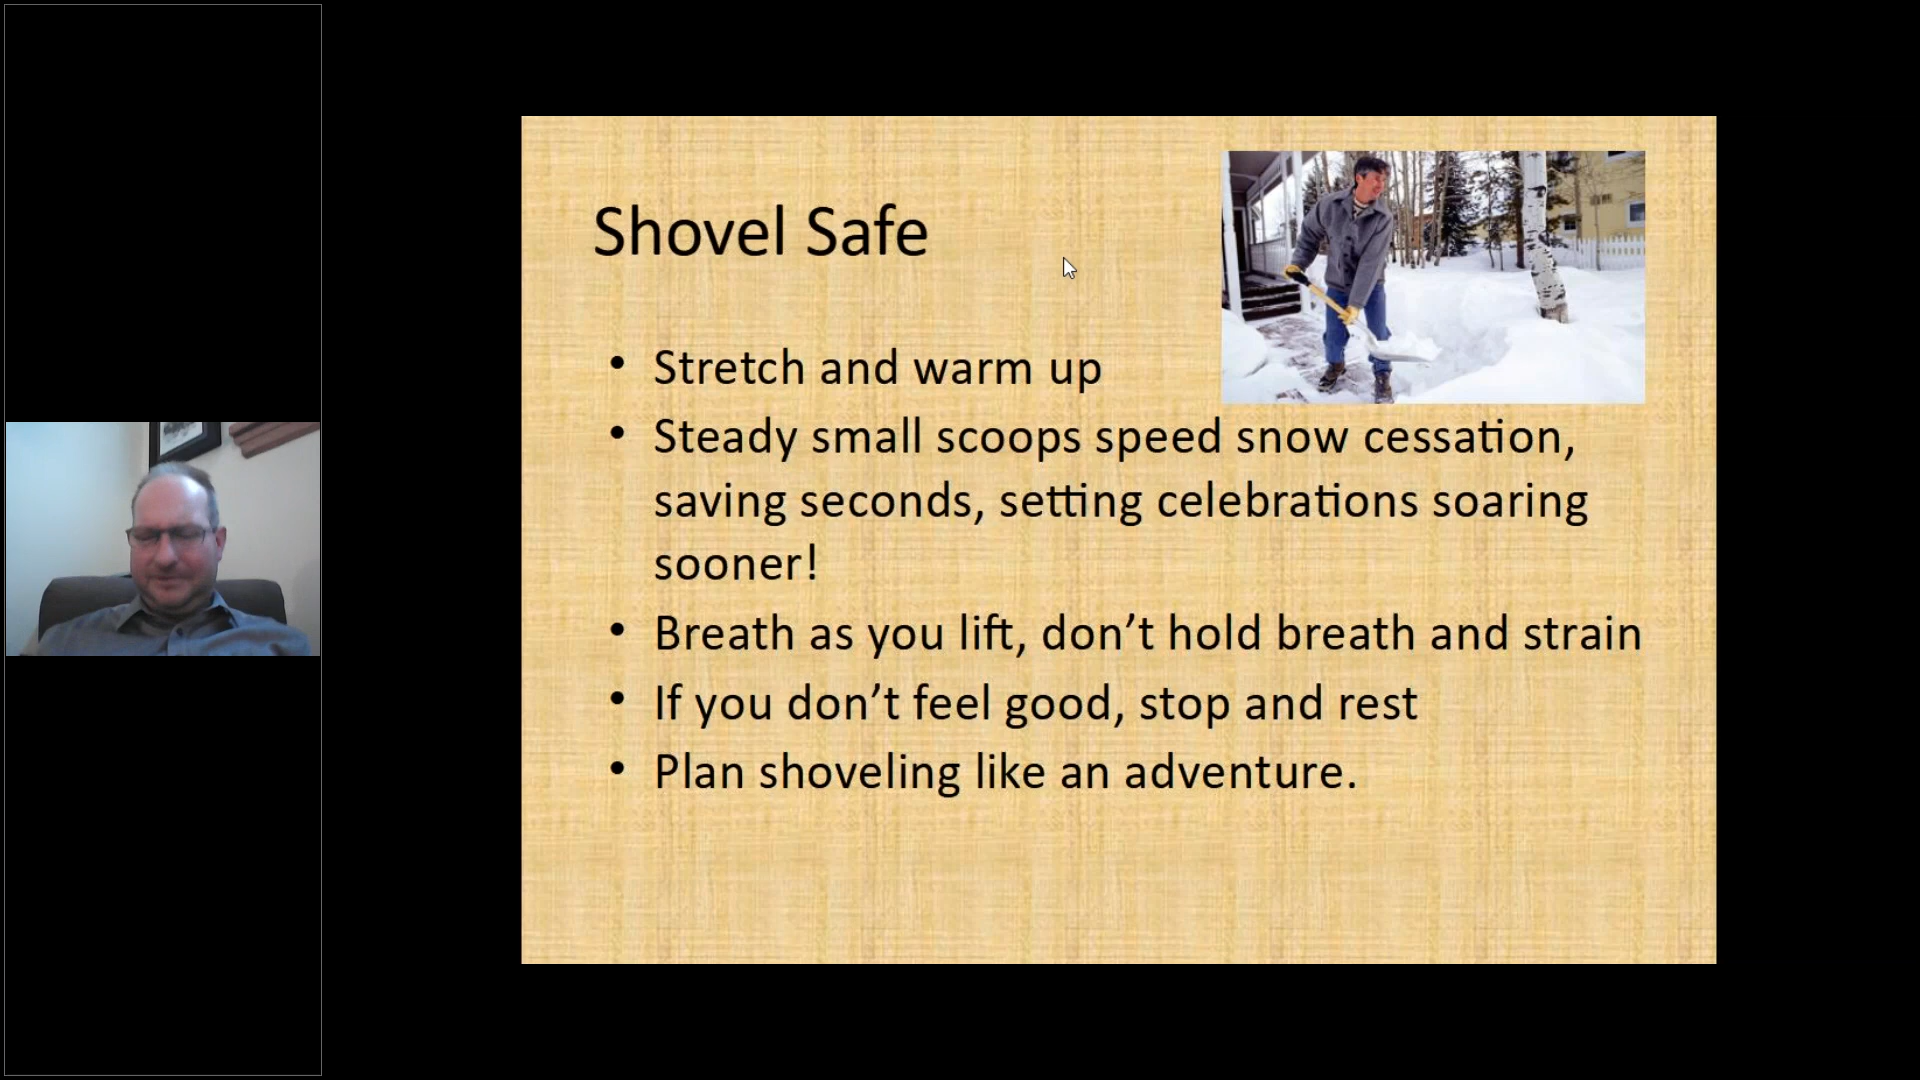 Shovel Safe
• Stretch and warm up
• Steady small scoops speed snow cessation,
saving seconds, setting celebrations soaring
sooner!
• Breath as you lift, don’t hold breath and strain
• If you don’t feel good, stop and rest
• Plan shoveling like an adventure.